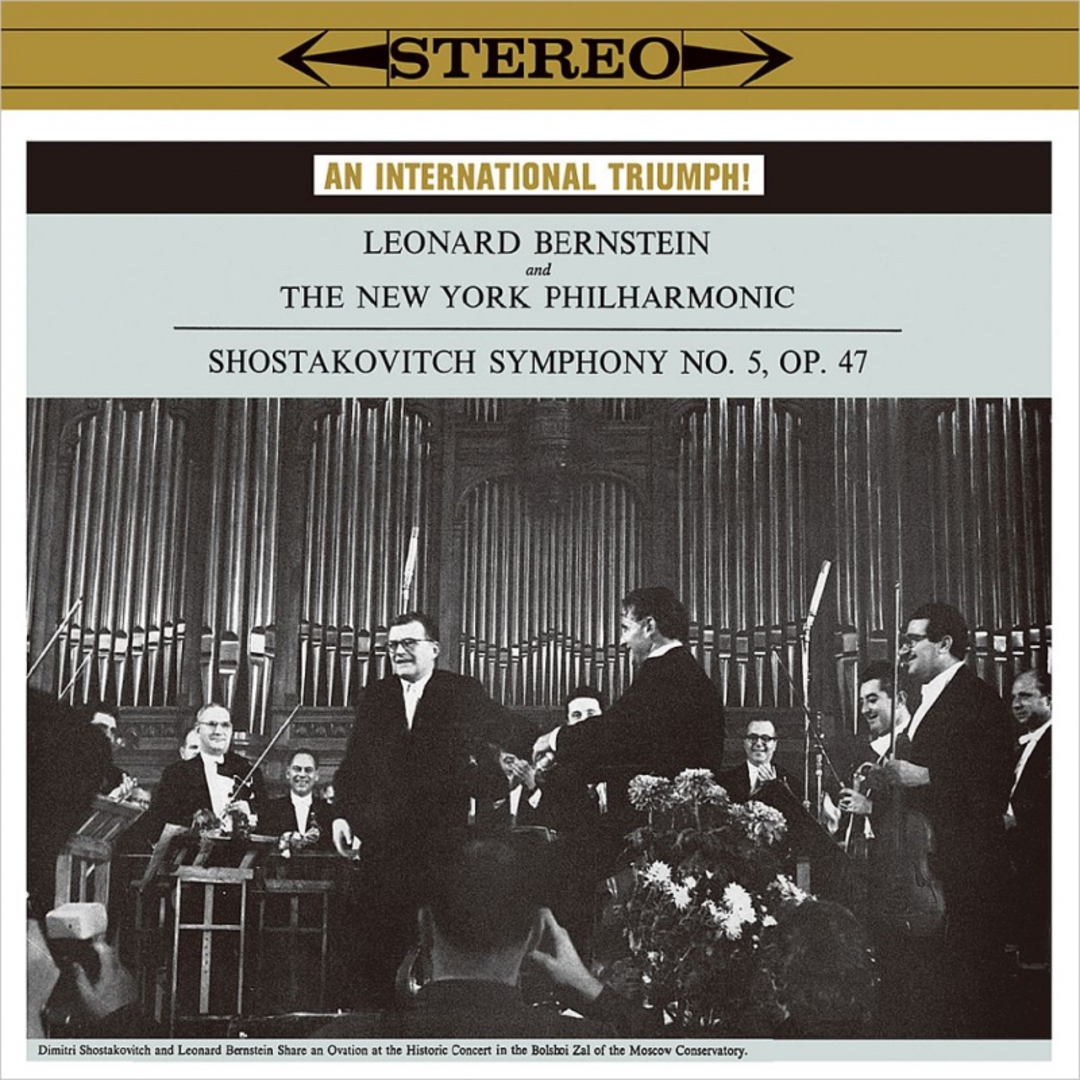 STEREO
AN INTERNATIONAL TRIUMPH!
LEONARD BERNSTEIN
and
THE NEW YORK PHILHARMONIC
SHOSTAKOVITCH SYMPHONY NO. 5, OP. 47
Dimitri Shostakovitch and Leonard Bernstein Share an Ovation at the Historic Concert in the Bolshoi Zal of the Moscow Conservatory.